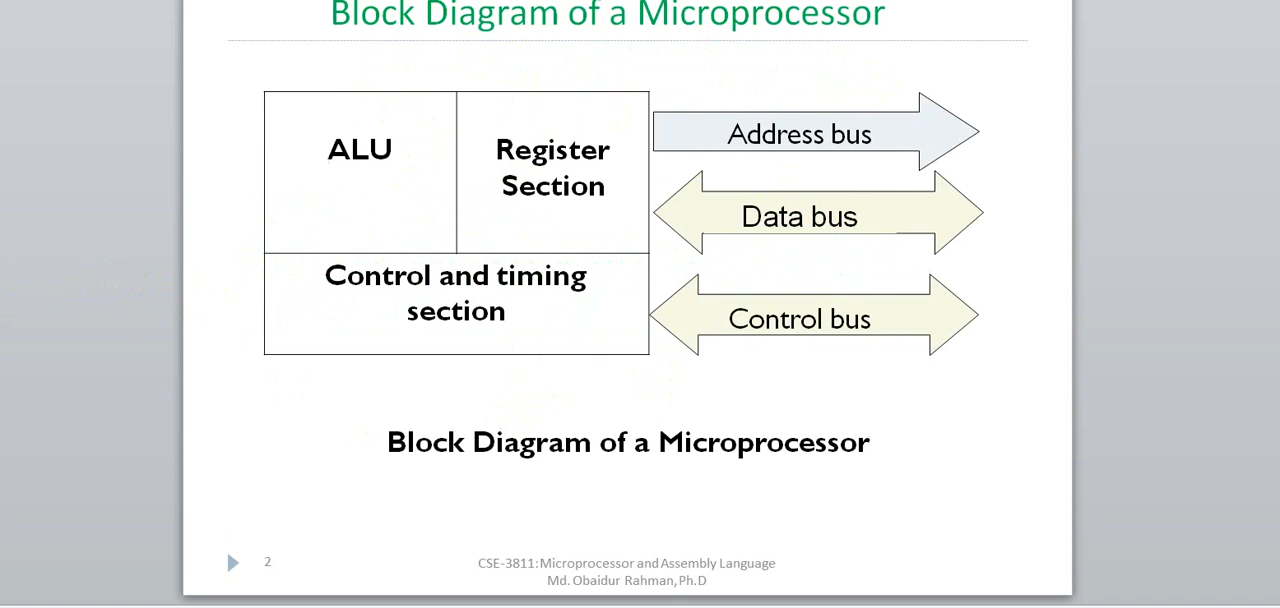 Block Diagram of a Microprocessor
ALU
Register
Section
Control and timing
section
Address bus
Data bus
Control bus
Block Diagram of a Microprocessor
2
CSE-3811: Microprocessor and Assembly Language
Md. Obaidur Rahman, Ph.D